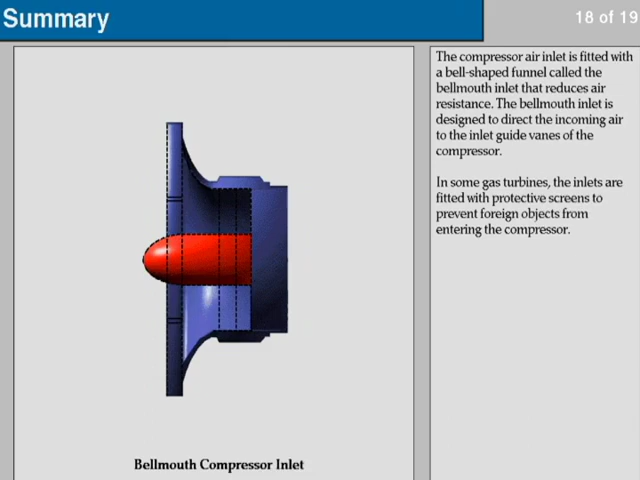 Summary
18 of 19
The compressor air inlet is fitted with
a bell-shaped funnel called the
bellmouth inlet that reduces air
resistance. The bellmouth inlet is
designed to direct the incoming air
to the inlet guide vanes of the
compressor.
In some gas turbines, the inlets are
fitted with protective screens to
prevent foreign objects from
entering the compressor.
Bellmouth Compressor Inlet